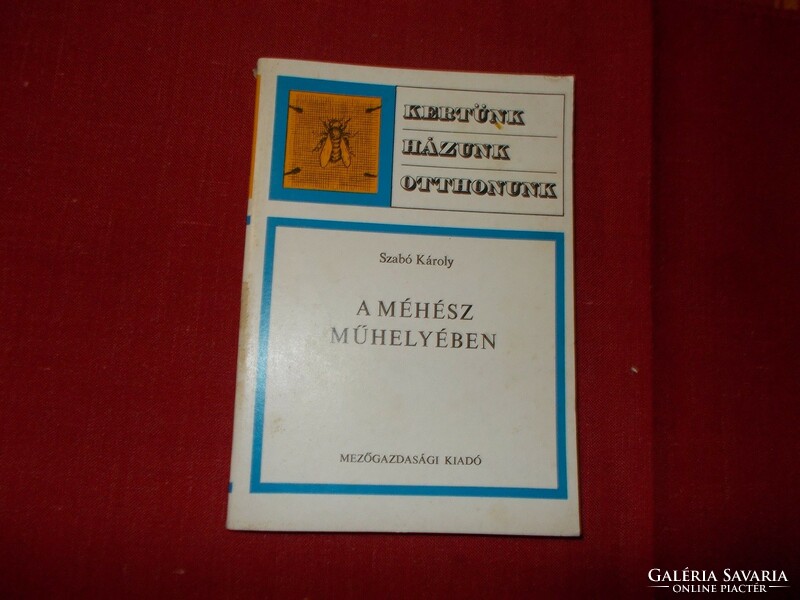 KERTÜNK
HÁZUNK
OTTHONUNK
Szabó Károly
A MÉHÉSZ
MŰHELYÉBEN
MEZŐGAZDASÁGI KIADÓ
GALÉRIA SAVARIA
ONLINE PIACTÉR